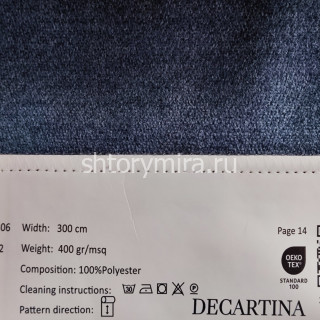 shtorymira.ru
06 Width: 300 cm
Page 14
2 Weight: 400 gr/msq
Composition: 100%Polyester
Cleaning instructions:
Pattern direction:
OEKO
TEX®
STANDARD
100
DECARTINA